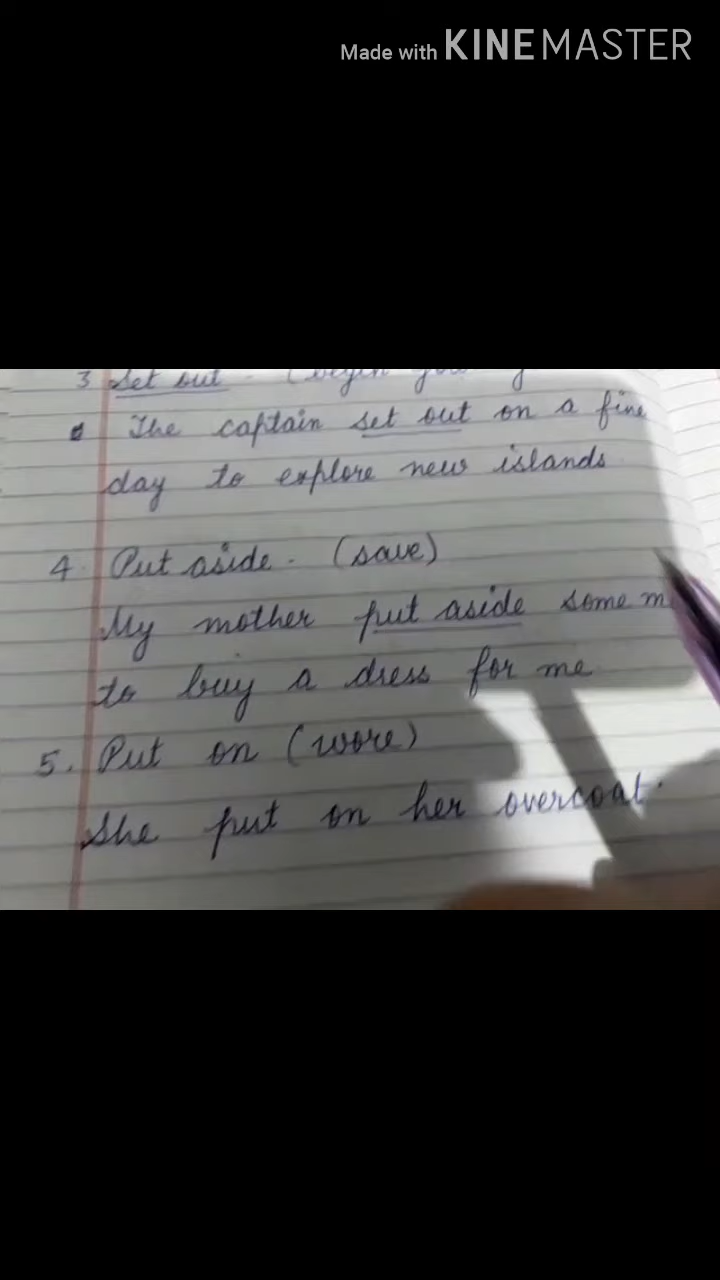 Made with KINEMASTER
3 Set out - (begin
The captain set out on a fine
day to explore new islands
4. Put aside - (save)
My mother put aside some
to buy a dress for me
5. Put on (wore)
She put on her overcoat.